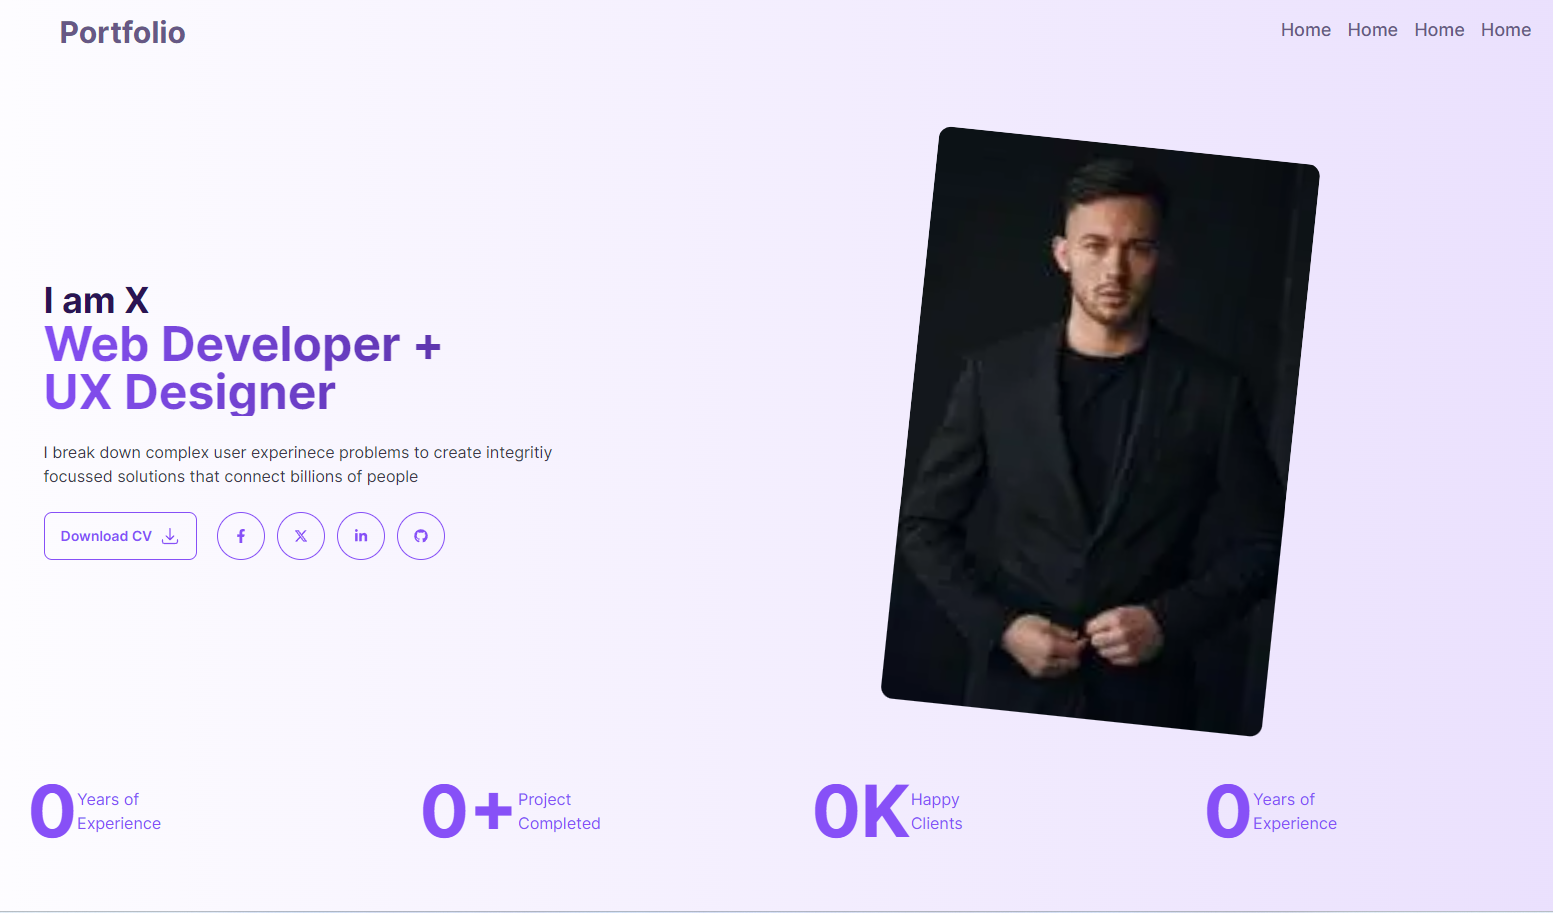 Portfolio
Home Home Home Home
I am X
Web Developer +
UX Designer
I break down complex user experinece problems to create integritiy
focussed solutions that connect billions of people
Download CV
0 Years of
Experience
0+ Project
Completed
0K Happy
Clients
0 Years of
Experience